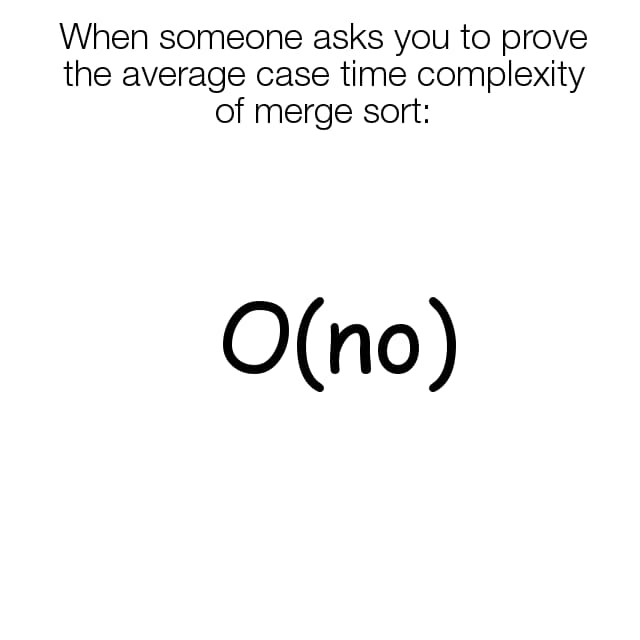 When someone asks you to prove
the average case time complexity
of merge sort:
O(no)